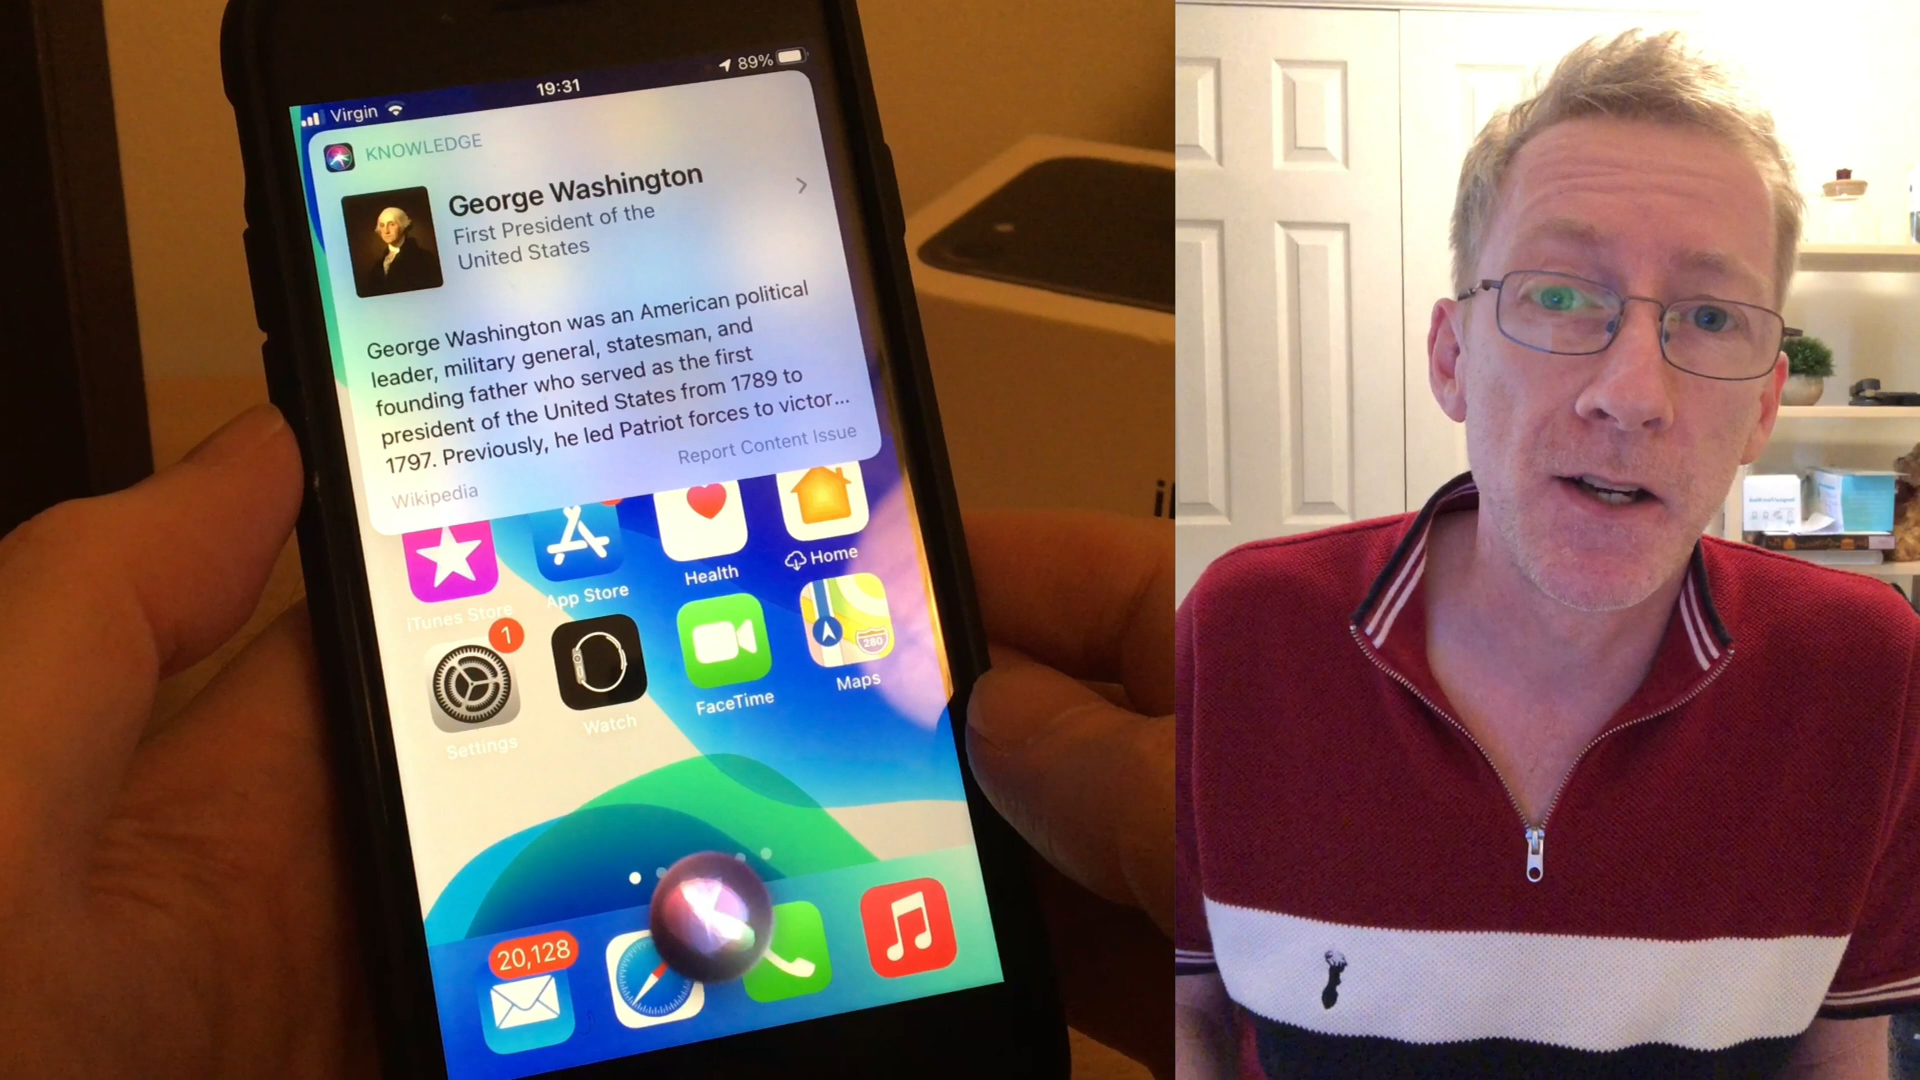 Virgin
19:31
89%
KNOWLEDGE
George Washington
First President of the
United States
George Washington was an American political
leader, military general, statesman, and
founding father who served as the first
president of the United States from 1789 to
1797. Previously, he led Patriot forces to victor...
Report Content Issue
Wikipedia
iTunes Store
App Store
Health
Home
1
280
Settings
Watch
FaceTime
Maps
20,128